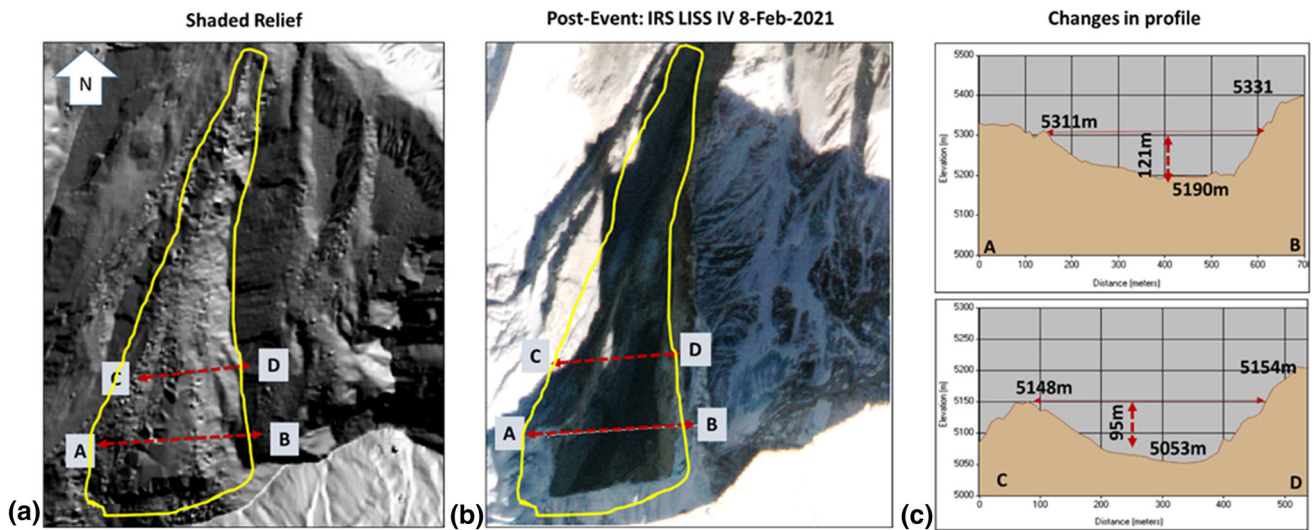 Shaded Relief
N
C
D
A
B
(a)
Post-Event: IRS LISS IV 8-Feb-2021
C
D
A
B
(b)
Changes in profile
5500
5400
5300
5200
5100
5000
Elevation [m]
5311m
5331
121m
5190m
A
B
0
100
200
300
400
500
600
70
Distance [meters]
5300
5250
5200
5150
5100
5050
5000
Elevation [m]
5148m
5154m
95m
5053m
C
D
0
100
200
300
400
500
Distance [meters]
(c)